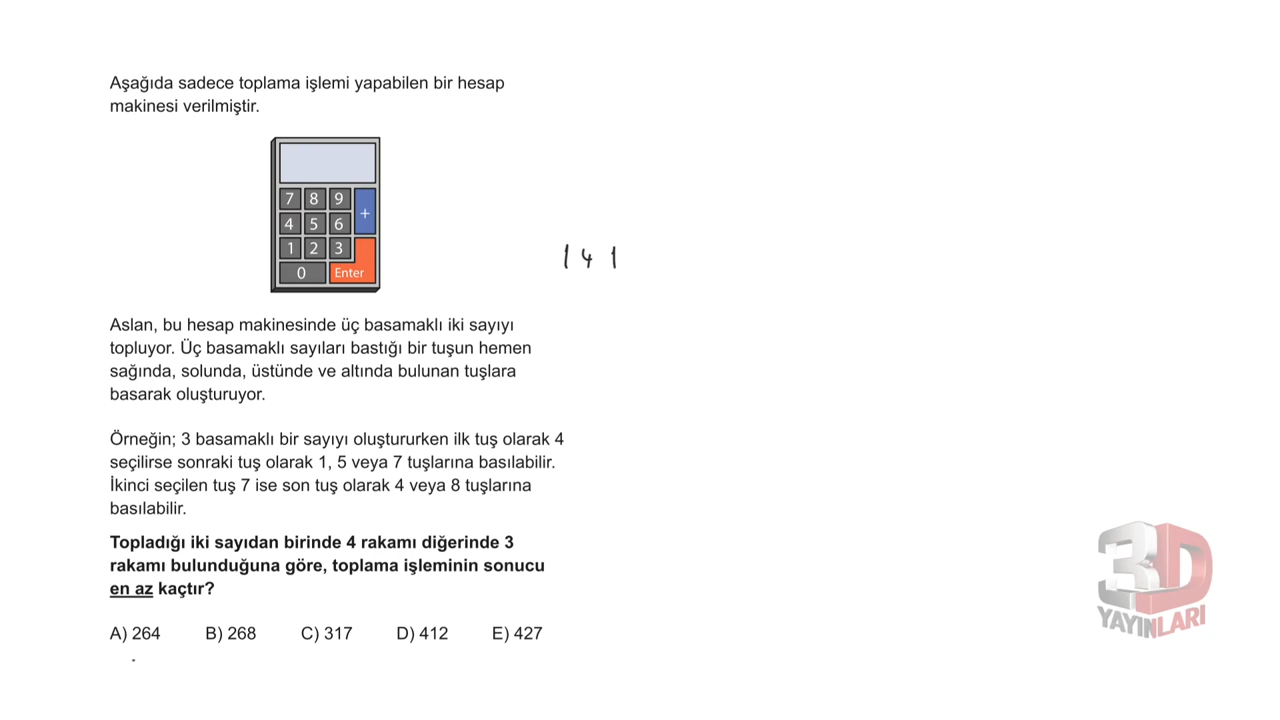 Aşağıda sadece toplama işlemi yapabilen bir hesap
makinesi verilmiştir.
7 8 9
+
4 5 6
1 2 3
0 Enter
141
Aslan, bu hesap makinesinde üç basamaklı iki sayıyı
topluyor. Üç basamaklı sayıları bastığı bir tuşun hemen
sağında, solunda, üstünde ve altında bulunan tuşlara
basarak oluşturuyor.
Örneğin; 3 basamaklı bir sayıyı oluştururken ilk tuş olarak 4
seçilirse sonraki tuş olarak 1, 5 veya 7 tuşlarına basılabilir.
İkinci seçilen tuş 7 ise son tuş olarak 4 veya 8 tuşlarına
basılabilir.
Topladığı iki sayıdan birinde 4 rakamı diğerinde 3
rakamı bulunduğuna göre, toplama işleminin sonucu
en az kaçtır?
A) 264 B) 268 C) 317 D) 412 E) 427
3D
YAYINLARI